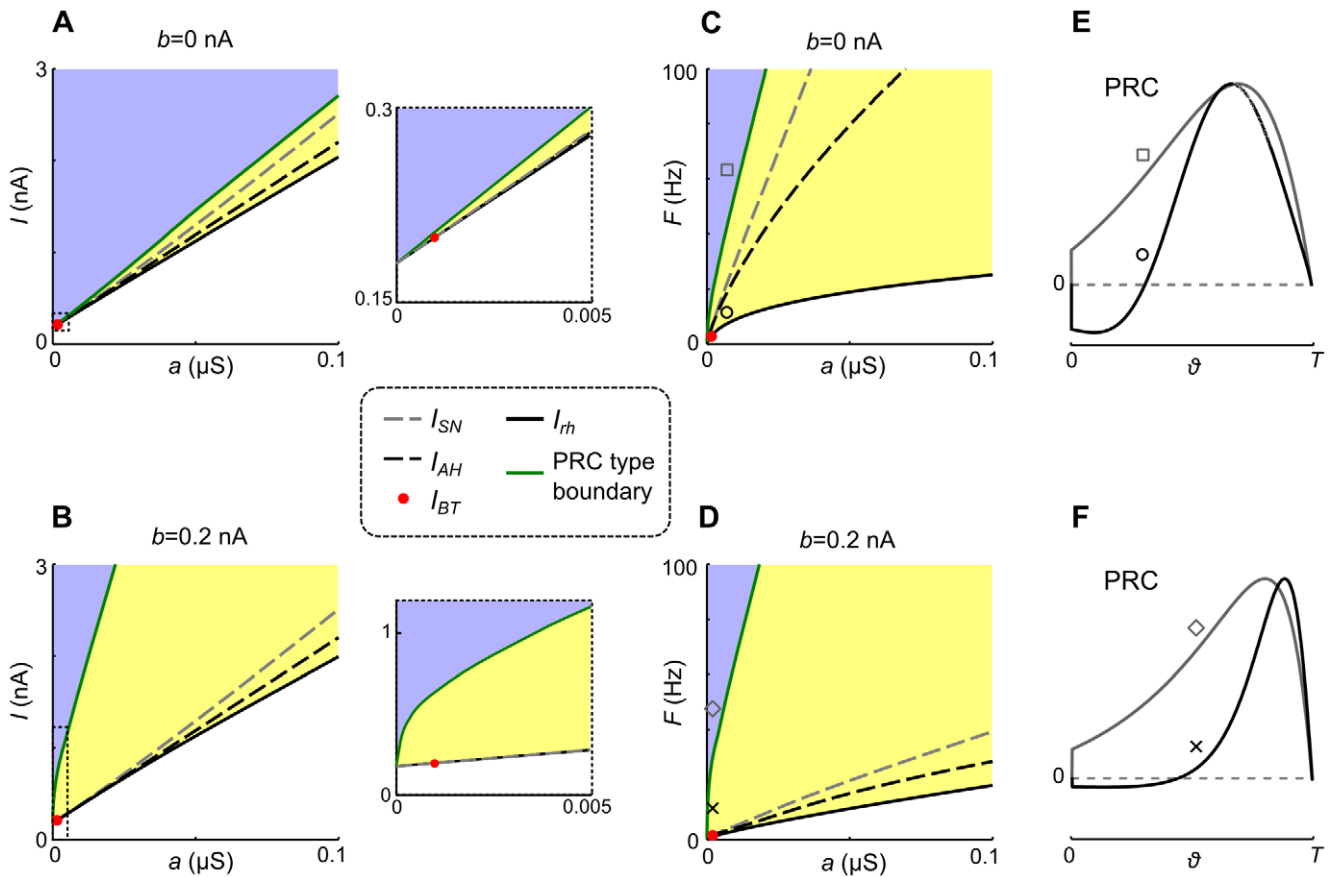 A
b=0 nA
3
I (nA)
0
0
a (µS)
0.1
0.3
0.15
0
0.005
C
b=0 nA
100
F (Hz)
0
0
a (µS)
0.1
E
PRC
0
0
ϑ
T
I_SN
I_rh
I_AH
PRC type
boundary
I_BT
B
b=0.2 nA
3
I (nA)
0
0
a (µS)
0.1
1
0
0
0.005
D
b=0.2 nA
100
F (Hz)
0
0
a (µS)
0.1
F
PRC
0
0
ϑ
T